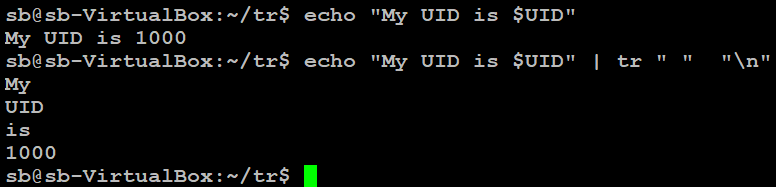 sb@sb-VirtualBox:~/tr$ echo "My UID is $UID"
My UID is 1000
sb@sb-VirtualBox:~/tr$ echo "My UID is $UID" | tr " "  "\n"
My
UID
is
1000
sb@sb-VirtualBox:~/tr$